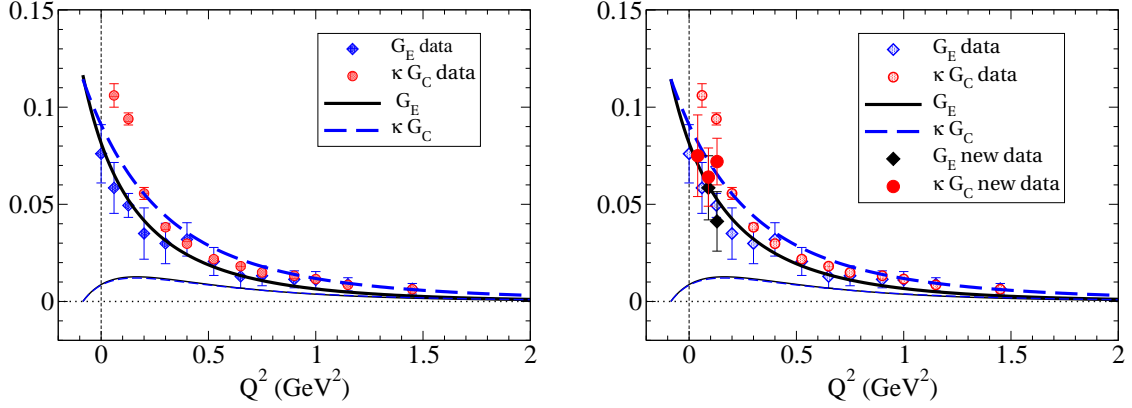 0.15
0.1
0.05
0
0
0.5
1
1.5
2
Q² (GeV²)
G_E data
κ G_C data
G_E
κ G_C
0.15
0.1
0.05
0
0
0.5
1
1.5
2
Q² (GeV²)
G_E data
κ G_C data
G_E
κ G_C
G_E new data
κ G_C new data